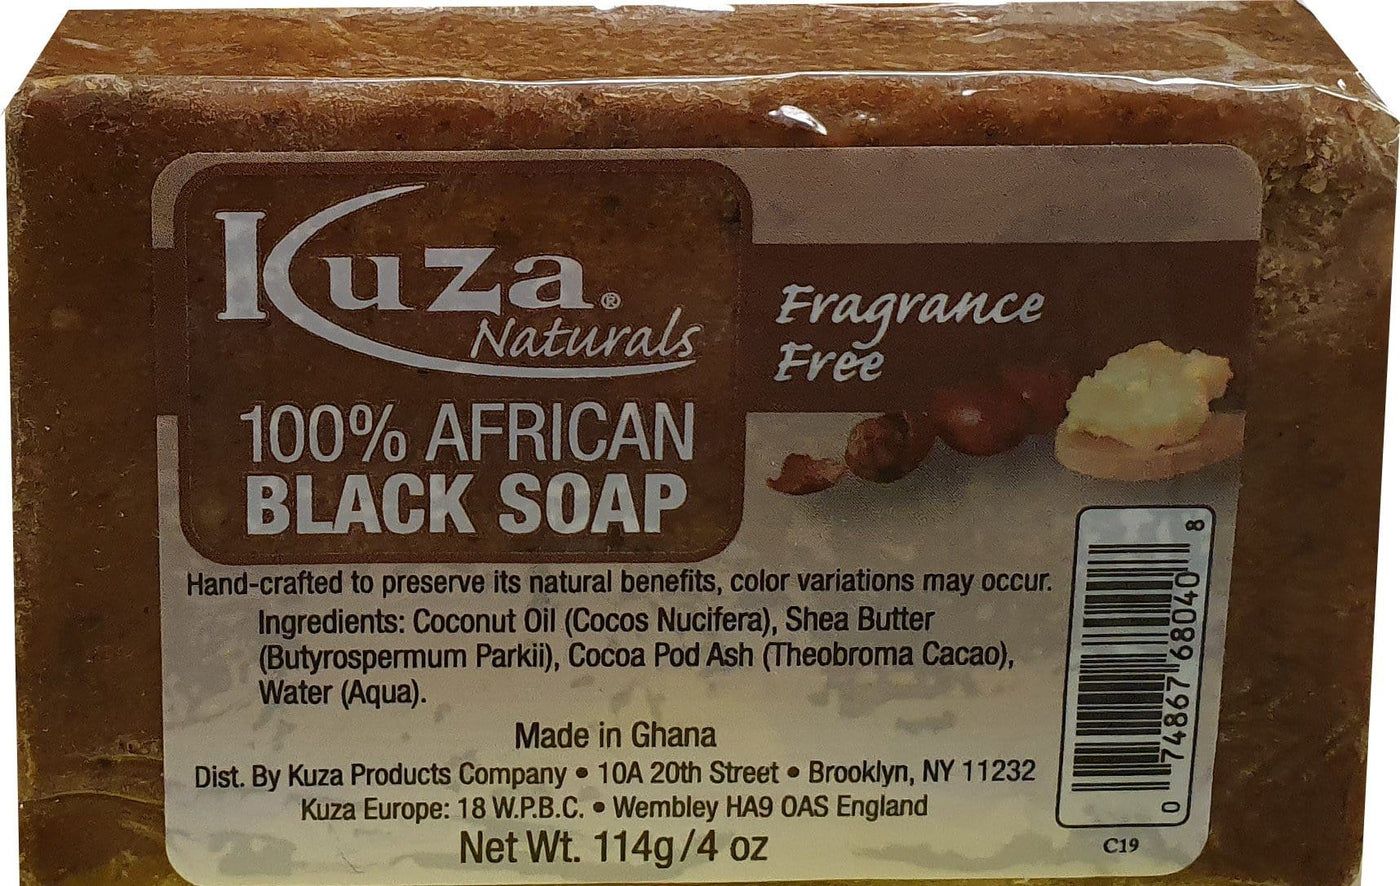 Kuza®
Naturals
100% AFRICAN
BLACK SOAP
Fragrance
Free
Hand-crafted to preserve its natural benefits, color variations may occur.
Ingredients: Coconut Oil (Cocos Nucifera), Shea Butter
(Butyrospermum Parkii), Cocoa Pod Ash (Theobroma Cacao),
Water (Aqua).
Made in Ghana
Dist. By Kuza Products Company • 10A 20th Street • Brooklyn, NY 11232
Kuza Europe: 18 W.P.B.C. • Wembley HA9 OAS England
Net Wt. 114g/4 oz
0 74867 68040 8
C19